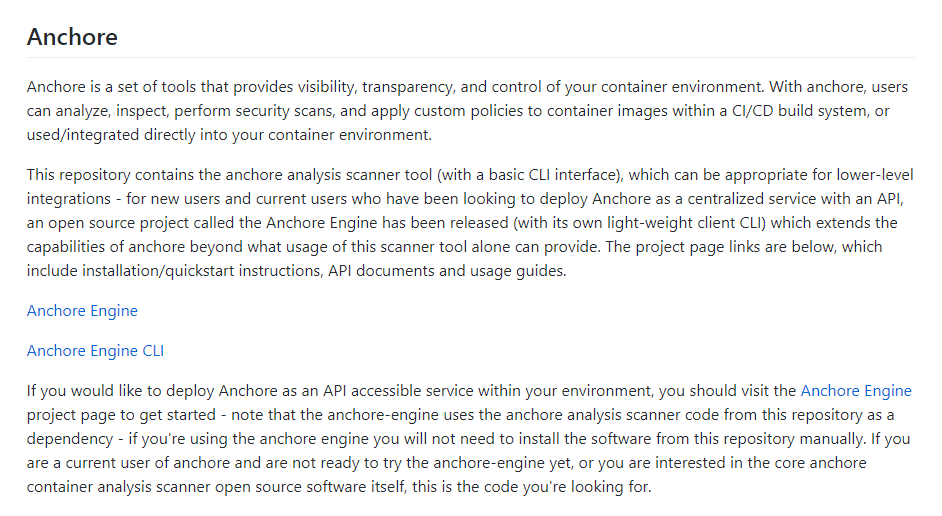 Anchore
Anchore is a set of tools that provides visibility, transparency, and control of your container environment. With anchore, users
can analyze, inspect, perform security scans, and apply custom policies to container images within a CI/CD build system, or
used/integrated directly into your container environment.
This repository contains the anchore analysis scanner tool (with a basic CLI interface), which can be appropriate for lower-level
integrations - for new users and current users who have been looking to deploy Anchore as a centralized service with an API,
an open source project called the Anchore Engine has been released (with its own light-weight client CLI) which extends the
capabilities of anchore beyond what usage of this scanner tool alone can provide. The project page links are below, which
include installation/quickstart instructions, API documents and usage guides.
Anchore Engine
Anchore Engine CLI
If you would like to deploy Anchore as an API accessible service within your environment, you should visit the Anchore Engine
project page to get started - note that the anchore-engine uses the anchore analysis scanner code from this repository as a
dependency - if you're using the anchore engine you will not need to install the software from this repository manually. If you
are a current user of anchore and are not ready to try the anchore-engine yet, or you are interested in the core anchore
container analysis scanner open source software itself, this is the code you're looking for.